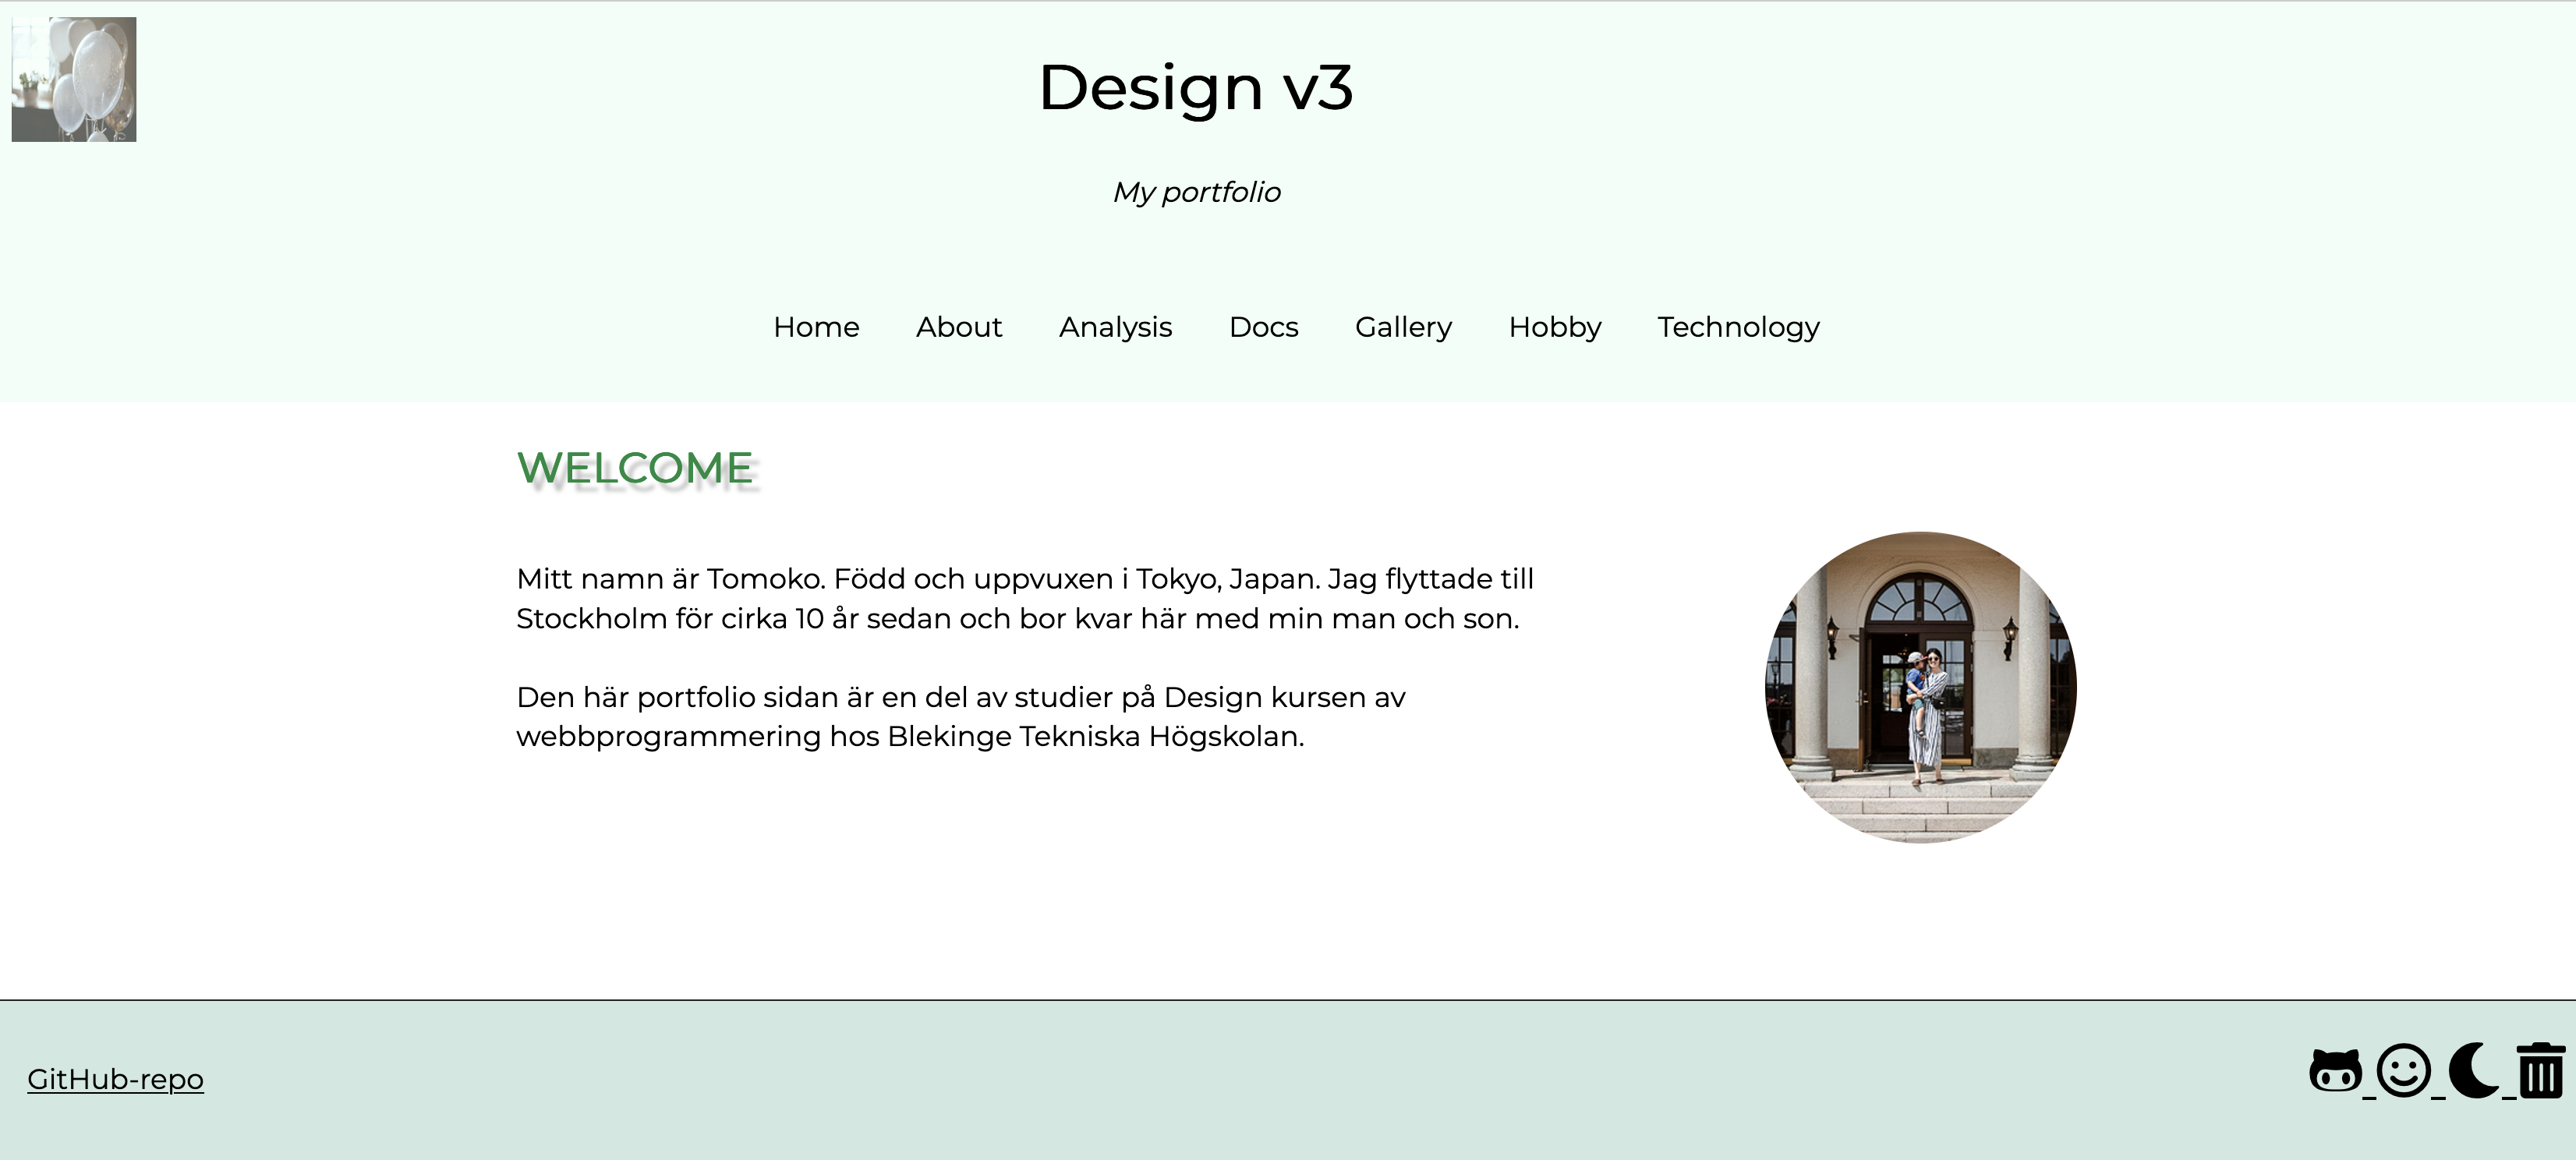 Design v3
My portfolio
Home About Analysis Docs Gallery Hobby Technology
WELCOME
Mitt namn är Tomoko. Född och uppvuxen i Tokyo, Japan. Jag flyttade till
Stockholm för cirka 10 år sedan och bor kvar här med min man och son.
Den här portfolio sidan är en del av studier på Design kursen av
webbprogrammering hos Blekinge Tekniska Högskolan.
GitHub-repo